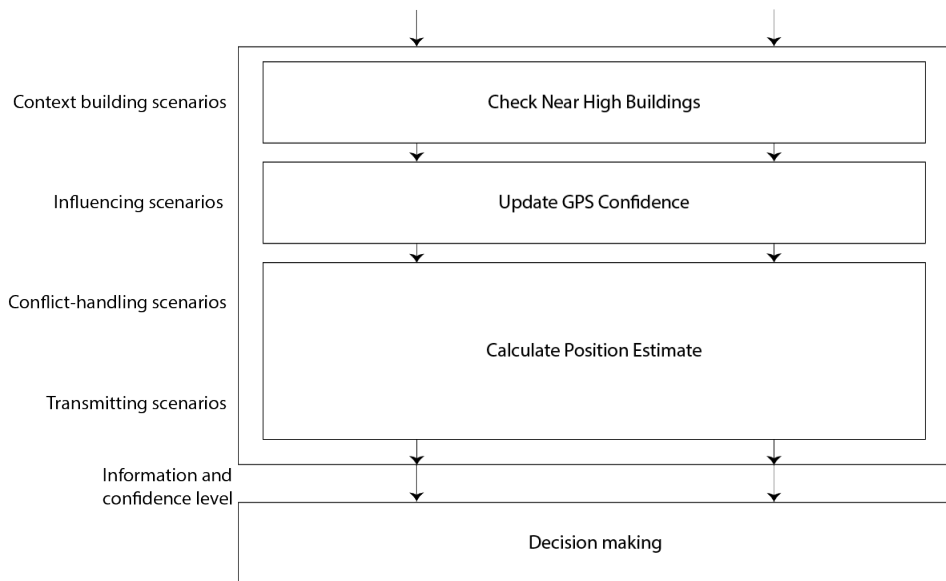 Context building scenarios
Check Near High Buildings
Influencing scenarios
Update GPS Confidence
Conflict-handling scenarios
Calculate Position Estimate
Transmitting scenarios
Information and
confidence level
Decision making